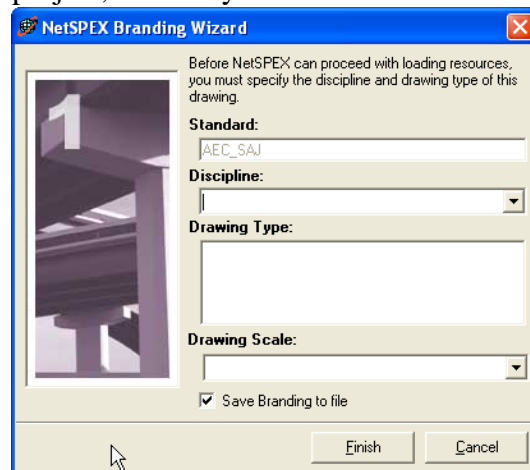 NetSPEX Branding Wizard
Before NetSPEX can proceed with loading resources,
you must specify the discipline and drawing type of this
drawing.
1
Standard:
AEC_SAJ
Discipline:
Drawing Type:
Drawing Scale:
Save Branding to file
Finish Cancel